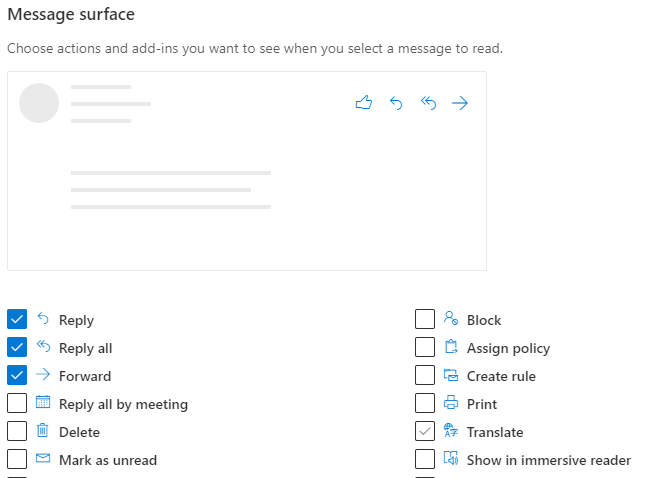 Message surface
Choose actions and add-ins you want to see when you select a message to read.
Reply
Reply all
Forward
Reply all by meeting
Delete
Mark as unread
Block
Assign policy
Create rule
Print
Translate
Show in immersive reader